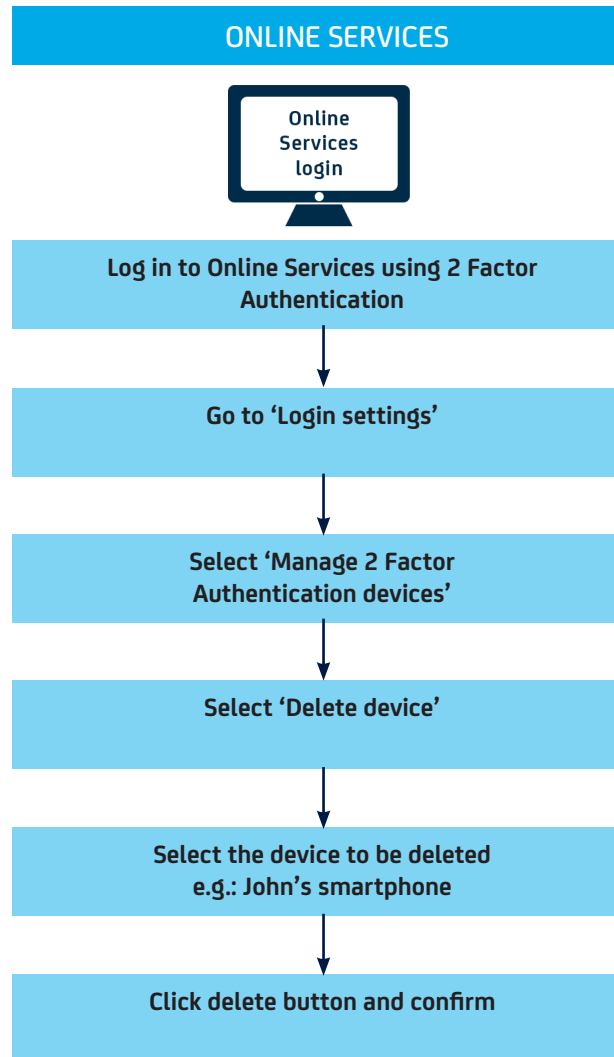 ONLINE SERVICES
Online
Services
login
Log in to Online Services using 2 Factor
Authentication
Go to ‘Login settings’
Select ‘Manage 2 Factor
Authentication devices’
Select ‘Delete device’
Select the device to be deleted
e.g.: John’s smartphone
Click delete button and confirm